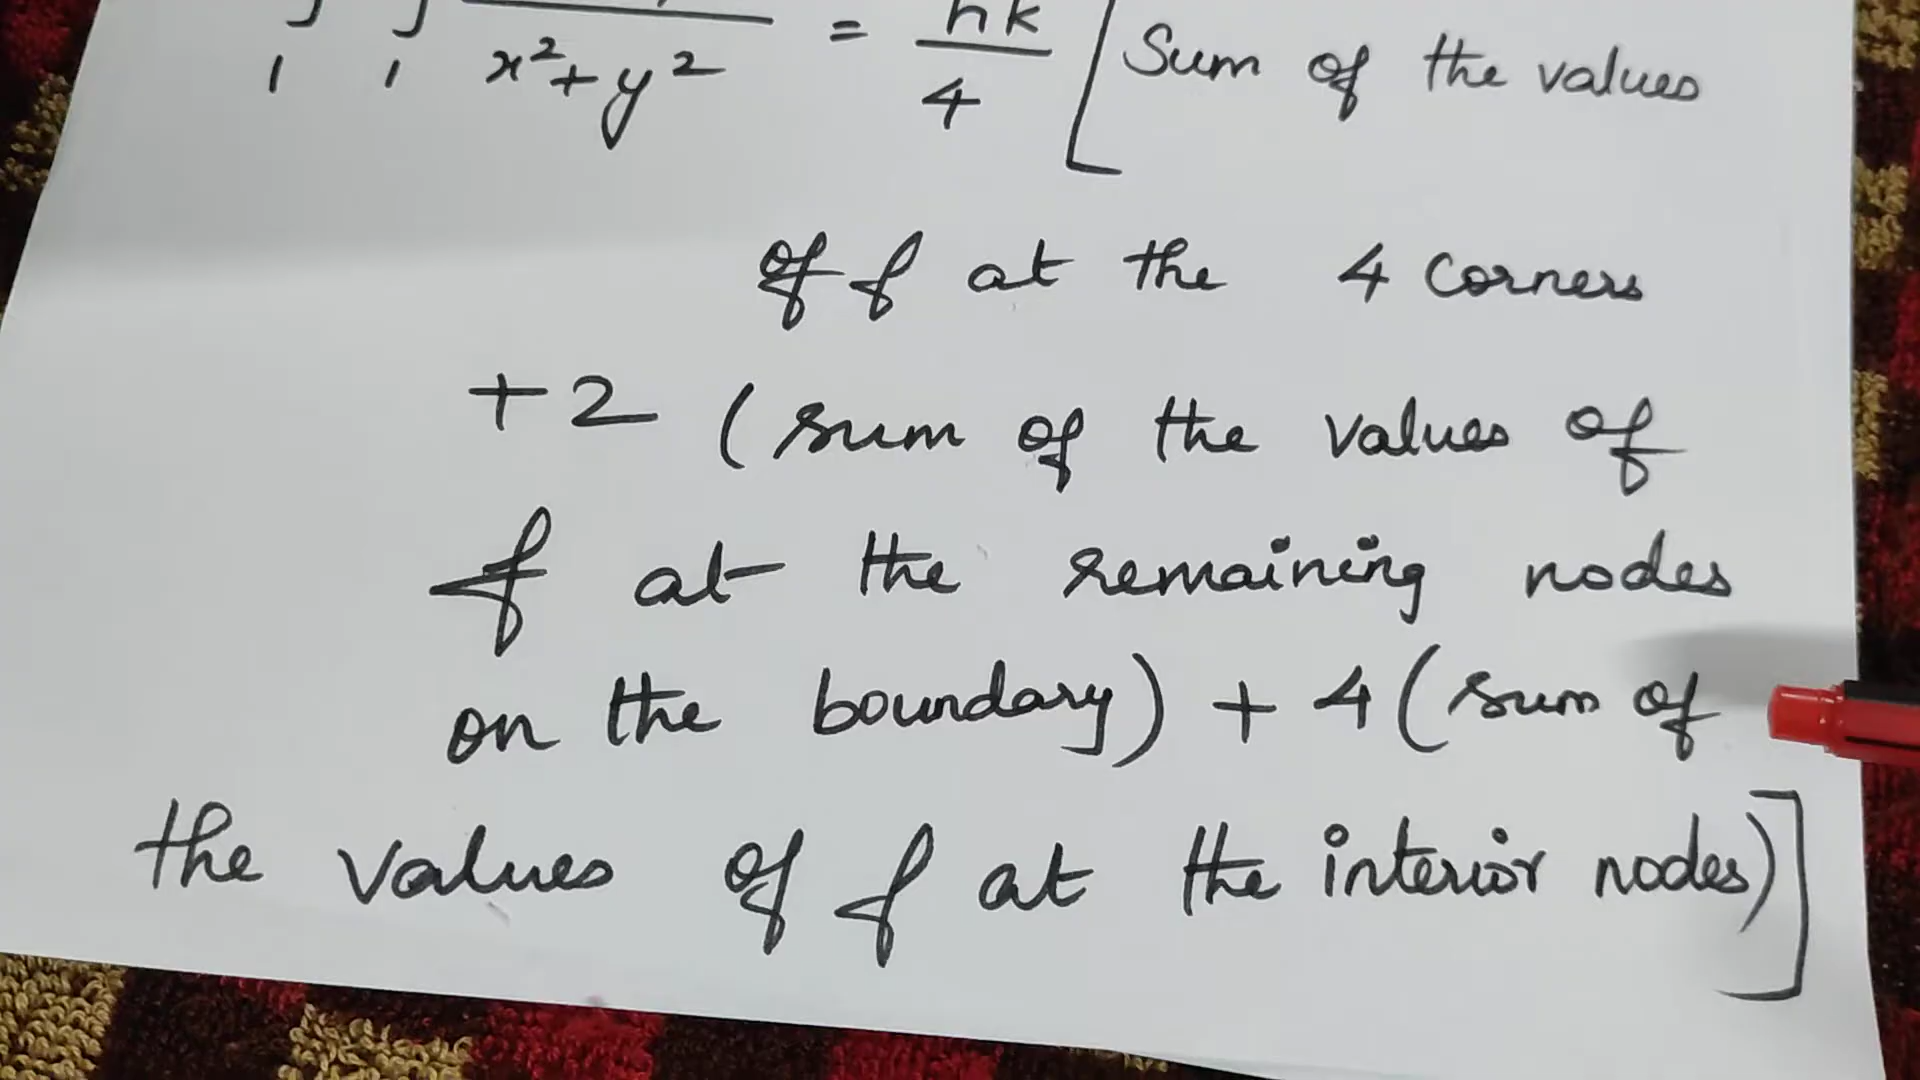 ∫ ∫ / x² + y² = hk / 4 [ Sum of the values
1 1
of f at the 4 corners
+ 2 ( sum of the values of
f at the remaining nodes
on the boundary) + 4 ( sum of
the values of f at the interior nodes) ]